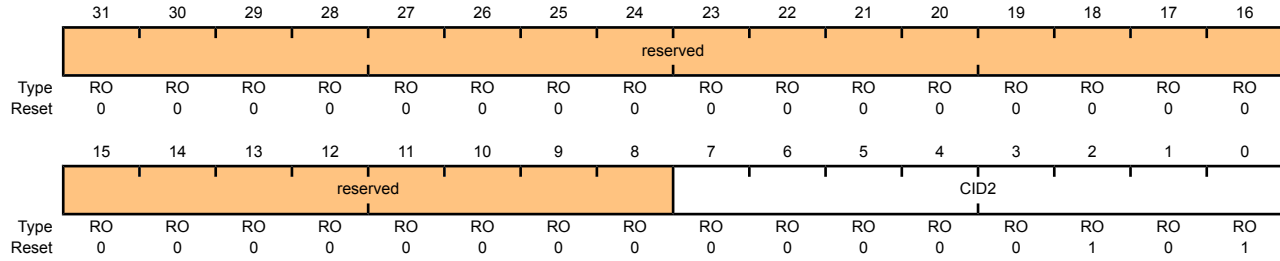 31 30 29 28 27 26 25 24 23 22 21 20 19 18 17 16
reserved
Type RO RO RO RO RO RO RO RO RO RO RO RO RO RO RO RO
Reset 0 0 0 0 0 0 0 0 0 0 0 0 0 0 0 0
15 14 13 12 11 10 9 8 7 6 5 4 3 2 1 0
reserved CID2
Type RO RO RO RO RO RO RO RO RO RO RO RO RO RO RO RO
Reset 0 0 0 0 0 0 0 0 0 0 0 0 0 1 0 1